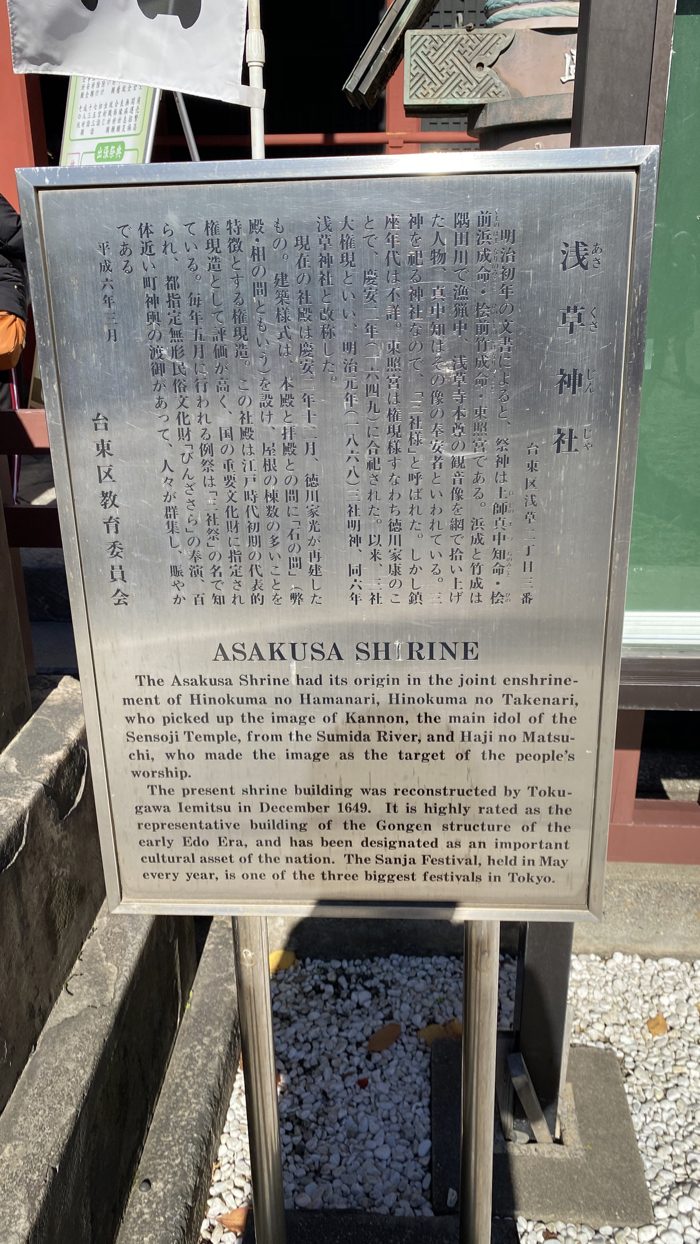 出張祭典
浅草神社
あさ くさ じん じゃ
台東区浅草二丁目三番
明治初年の文書によると、祭神は土師真中知命・桧
前浜成命・桧前竹成命・東照宮である。浜成と竹成は
隅田川で漁猟中、浅草寺本尊の観音像を網で拾い上げ
た人物、真中知はその像の奉安者といわれている。三
神を祀る神社なので、「三社様」と呼ばれた。しかし鎮
座年代は不詳。東照宮は権現様すなわち徳川家康のこ
とで、慶安二年(一六四九)に合祀された。以来、三社
大権現といい、明治元年(一八六八)三社明神、同六年
浅草神社と改称した。
現在の社殿は慶安二年十二月、徳川家光が再建した
もの。建築様式は、本殿と拝殿との間に「石の間」(弊
殿・相の間ともいう)を設け、屋根の棟数の多いことを
特徴とする権現造。この社殿は江戸時代初期の代表的
権現造として評価が高く、国の重要文化財に指定され
ている。毎年五月に行われる例祭は「三社祭」の名で知
られ、都指定無形民俗文化財「びんざさら」の奉演、百
体近い町神輿の渡御があって、人々が群集し、賑やか
である
平成六年三月
台東区教育委員会
ASAKUSA SHRINE
The Asakusa Shrine had its origin in the joint enshrine-
ment of Hinokuma no Hamanari, Hinokuma no Takenari,
who picked up the image of Kannon, the main idol of the
Sensoji Temple, from the Sumida River, and Haji no Matsu-
chi, who made the image as the target of the people's
worship.
The present shrine building was reconstructed by Toku-
gawa Iemitsu in December 1649. It is highly rated as the
representative building of the Gongen structure of the
early Edo Era, and has been designated as an important
cultural asset of the nation. The Sanja Festival, held in May
every year, is one of the three biggest festivals in Tokyo.